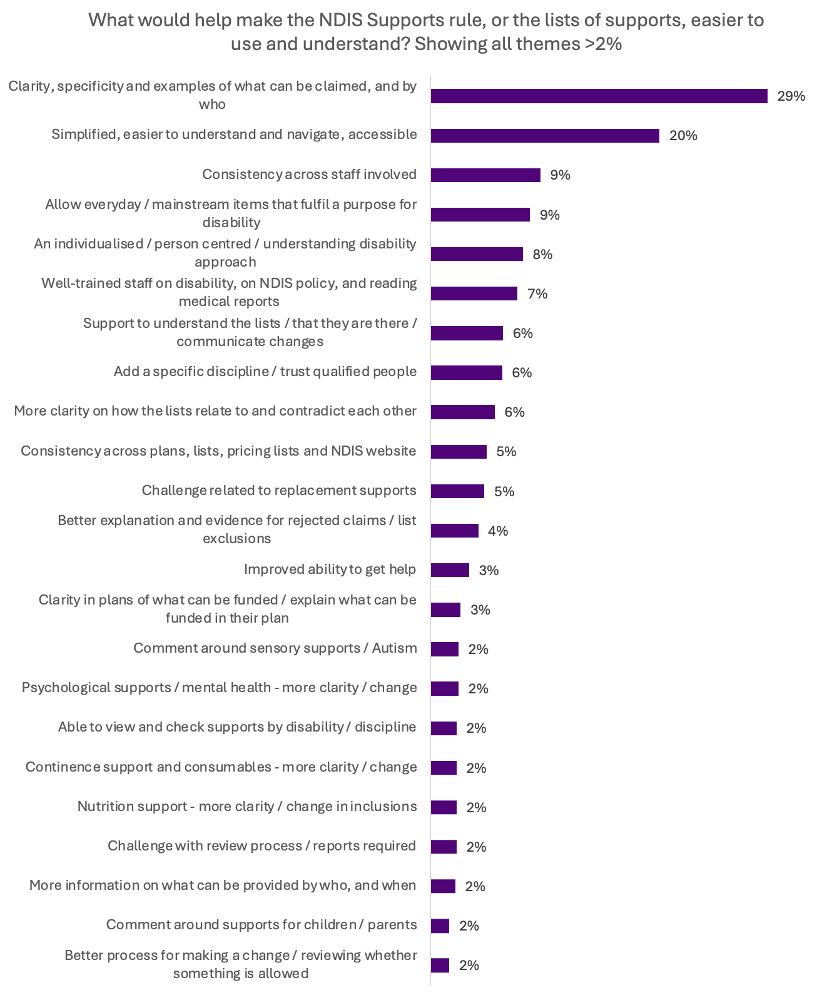 What would help make the NDIS Supports rule, or the lists of supports, easier to
use and understand? Showing all themes >2%
Clarity, specificity and examples of what can be claimed, and by
who
29%
Simplified, easier to understand and navigate, accessible
20%
Consistency across staff involved
9%
Allow everyday / mainstream items that fulfil a purpose for
disability
9%
An individualised / person centred / understanding disability
approach
8%
Well-trained staff on disability, on NDIS policy, and reading
medical reports
7%
Support to understand the lists / that they are there /
communicate changes
6%
Add a specific discipline / trust qualified people
6%
More clarity on how the lists relate to and contradict each other
6%
Consistency across plans, lists, pricing lists and NDIS website
5%
Challenge related to replacement supports
5%
Better explanation and evidence for rejected claims / list
exclusions
4%
Improved ability to get help
3%
Clarity in plans of what can be funded / explain what can be
funded in their plan
3%
Comment around sensory supports / Autism
2%
Psychological supports / mental health - more clarity / change
2%
Able to view and check supports by disability / discipline
2%
Continence support and consumables - more clarity / change
2%
Nutrition support - more clarity / change in inclusions
2%
Challenge with review process / reports required
2%
More information on what can be provided by who, and when
2%
Comment around supports for children / parents
2%
Better process for making a change / reviewing whether
something is allowed
2%